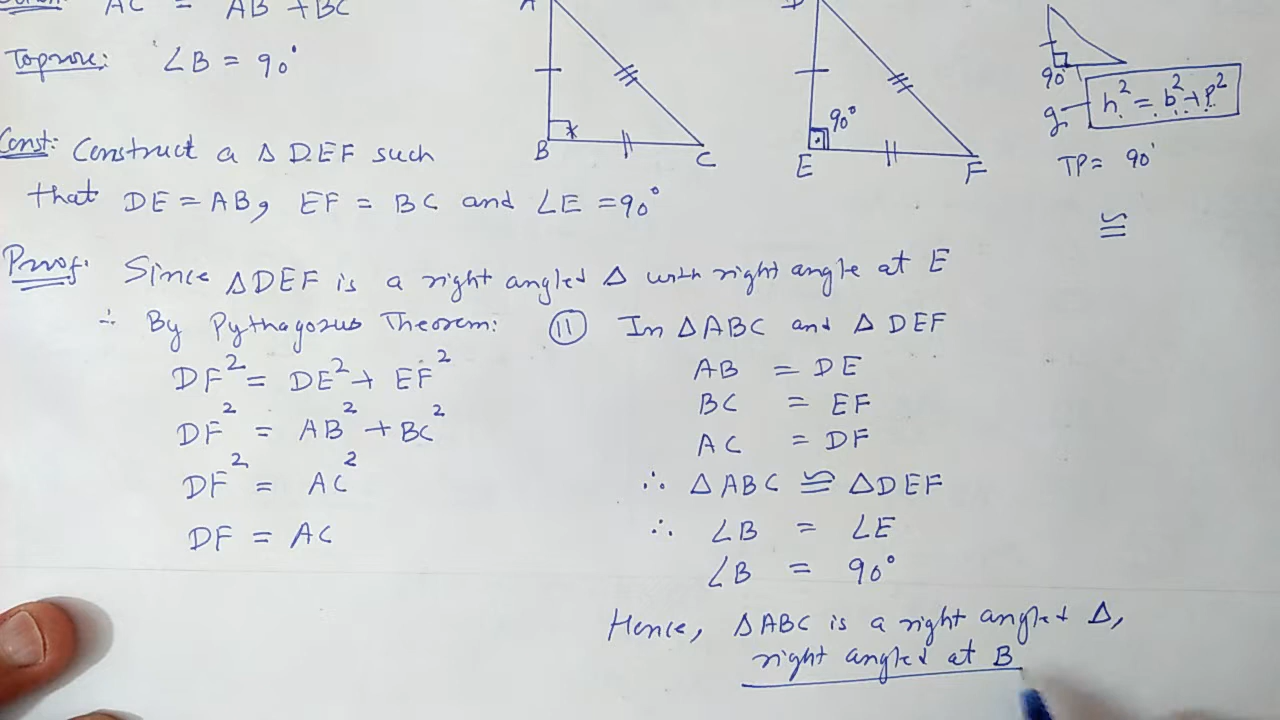 AC = AB + BC
To prove: ∠B = 90°
Const: Construct a Δ DEF such
that DE = AB, EF = BC and ∠E = 90°
A
B
C
D
E
F
90°
90°
h² = b² + p²
TP = 90°
≅
Proof: Since ΔDEF is a right angled Δ with right angle at E
∴ By Pythagorus Theorem:
DF² = DE² + EF²
DF² = AB² + BC²
DF² = AC²
DF = AC
(11) In ΔABC and Δ DEF
AB = DE
BC = EF
AC = DF
∴ ΔABC ≅ ΔDEF
∴ ∠B = ∠E
∠B = 90°
Hence, ΔABC is a right angled Δ,
right angled at B